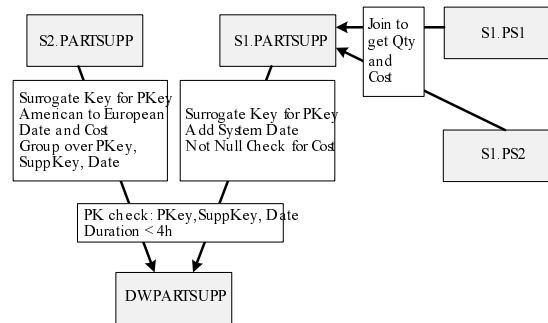 S2.PARTSUPP
S1.PARTSUPP
Join to
get Qty
and
Cost
S1.PS1
Surrogate Key for PKey
American to European
Date and Cost
Group over PKey,
SuppKey, Date
Surrogate Key for PKey
Add System Date
Not Null Check for Cost
S1.PS2
PK check: PKey,SuppKey, Date
Duration < 4h
DW.PARTSUPP